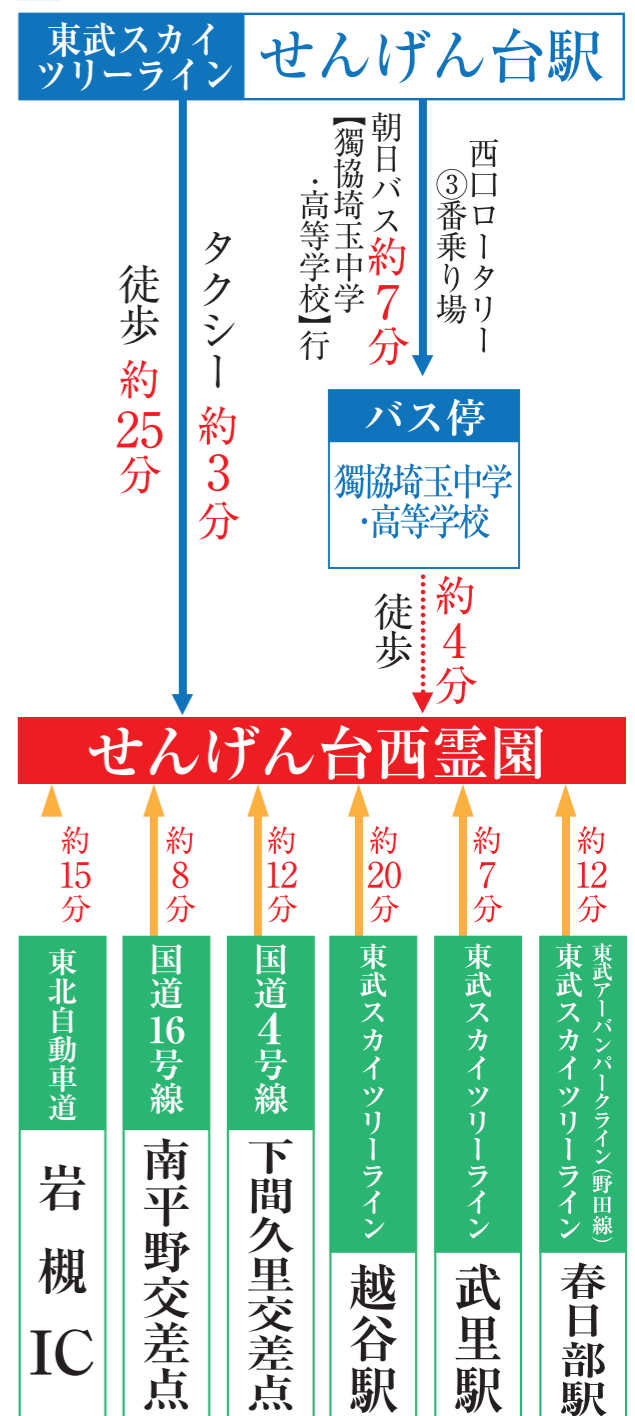 東武スカイ
ツリーライン
せんげん台駅
西口ロータリー
③番乗り場
朝日バス約7分
【獨協埼玉中学
・高等学校】行
タクシー 約3分
徒歩 約25分
バス停
獨協埼玉中学
・高等学校
約4分
徒歩
せんげん台西霊園
約15分
約8分
約12分
約20分
約7分
約12分
東北自動車道
岩槻IC
国道16号線
南平野交差点
国道4号線
下間久里交差点
東武スカイツリーライン
越谷駅
東武スカイツリーライン
武里駅
東武アーバンパークライン(野田線)
東武スカイツリーライン
春日部駅